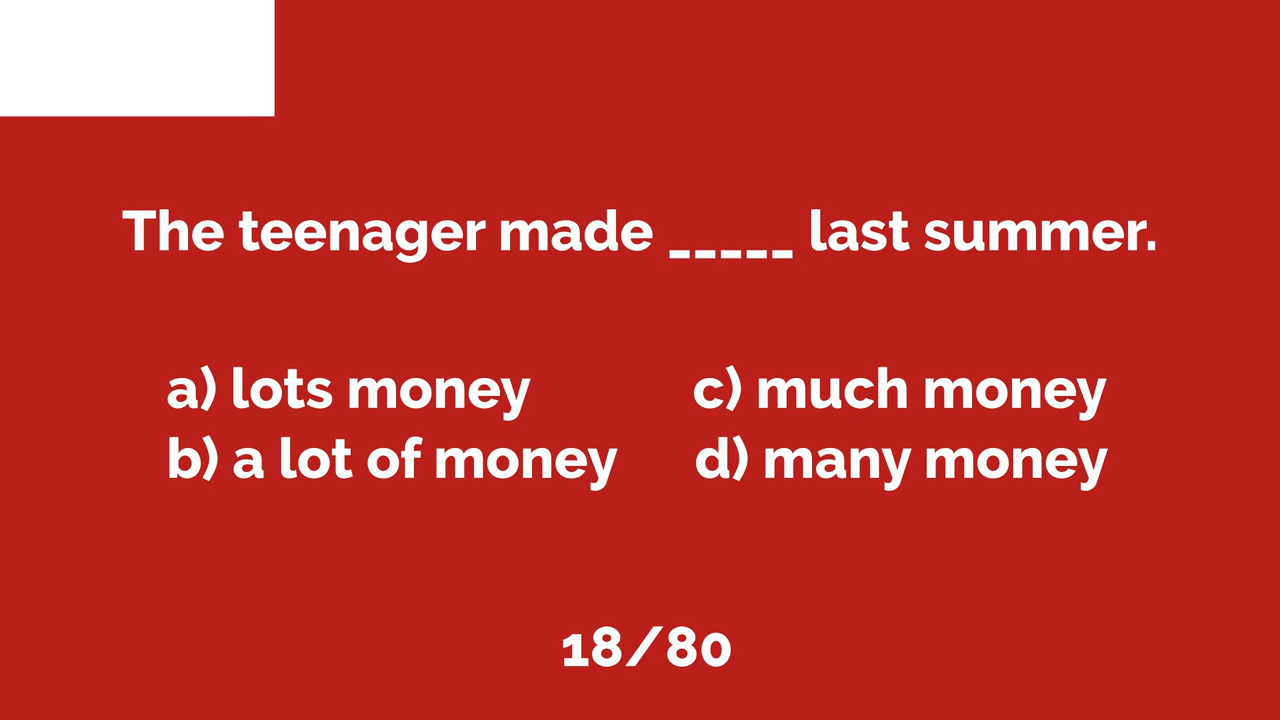 The teenager made _____ last summer.
a) lots money
b) a lot of money
c) much money
d) many money
18/80